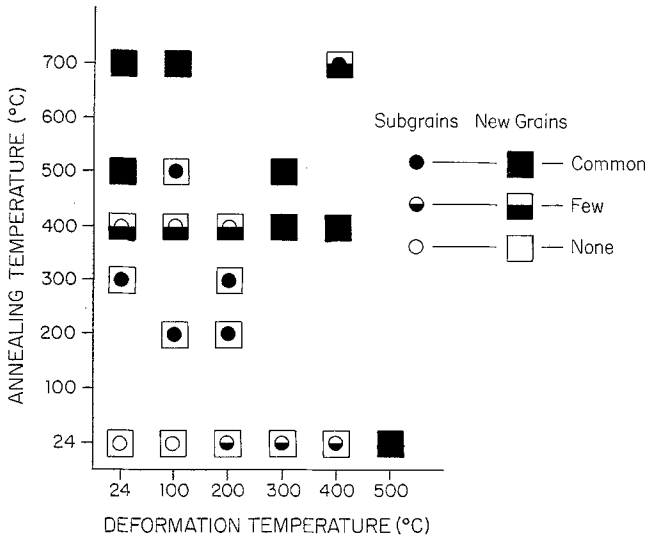 700
600
500
400
300
200
100
24
ANNEALING TEMPERATURE (°C)
24 100 200 300 400 500
DEFORMATION TEMPERATURE (°C)
Subgrains New Grains
Common
Few
None